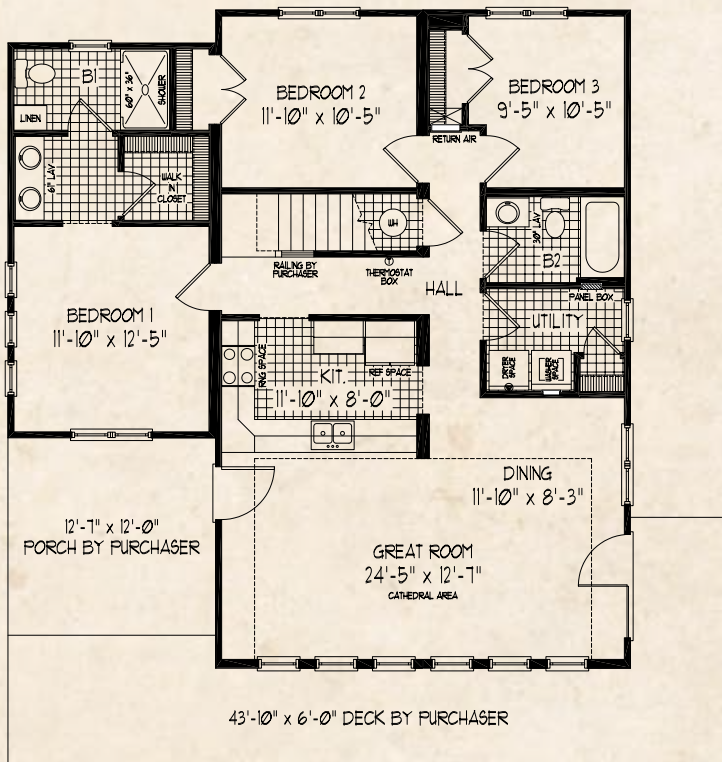 B1
60" x 36"
SHOWER
LINEN
61" LAV
WALK
IN
CLOSET
BEDROOM 2
11'-10" x 10'-5"
BEDROOM 3
9'-5" x 10'-5"
RETURN AIR
WH
30" LAV
B2
RAILING BY
PURCHASER
THERMOSTAT
BOX
HALL
PANEL BOX
UTILITY
DRYER
SPACE
WASHER
SPACE
BEDROOM 1
11'-10" x 12'-5"
RNG SPACE
REF SPACE
KIT.
11'-10" x 8'-0"
DINING
11'-10" x 8'-3"
12'-7" x 12'-0"
PORCH BY PURCHASER
GREAT ROOM
24'-5" x 12'-7"
CATHEDRAL AREA
43'-10" x 6'-0" DECK BY PURCHASER